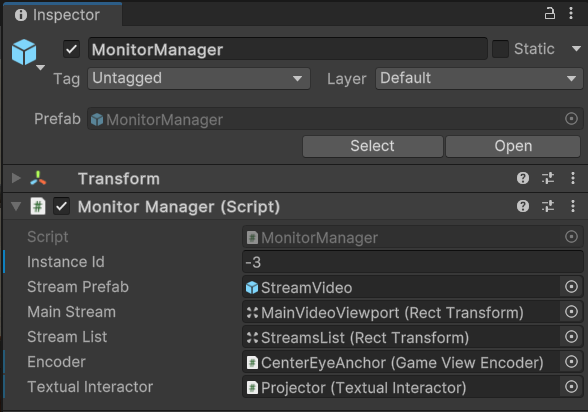 Inspector
MonitorManager
Static
Tag Untagged Layer Default
Prefab MonitorManager
Select Open
Transform
# Monitor Manager (Script)
Script # MonitorManager
Instance Id -3
Stream Prefab StreamVideo
Main Stream MainVideoViewport (Rect Transform)
Stream List StreamsList (Rect Transform)
Encoder # CenterEyeAnchor (Game View Encoder)
Textual Interactor # Projector (Textual Interactor)